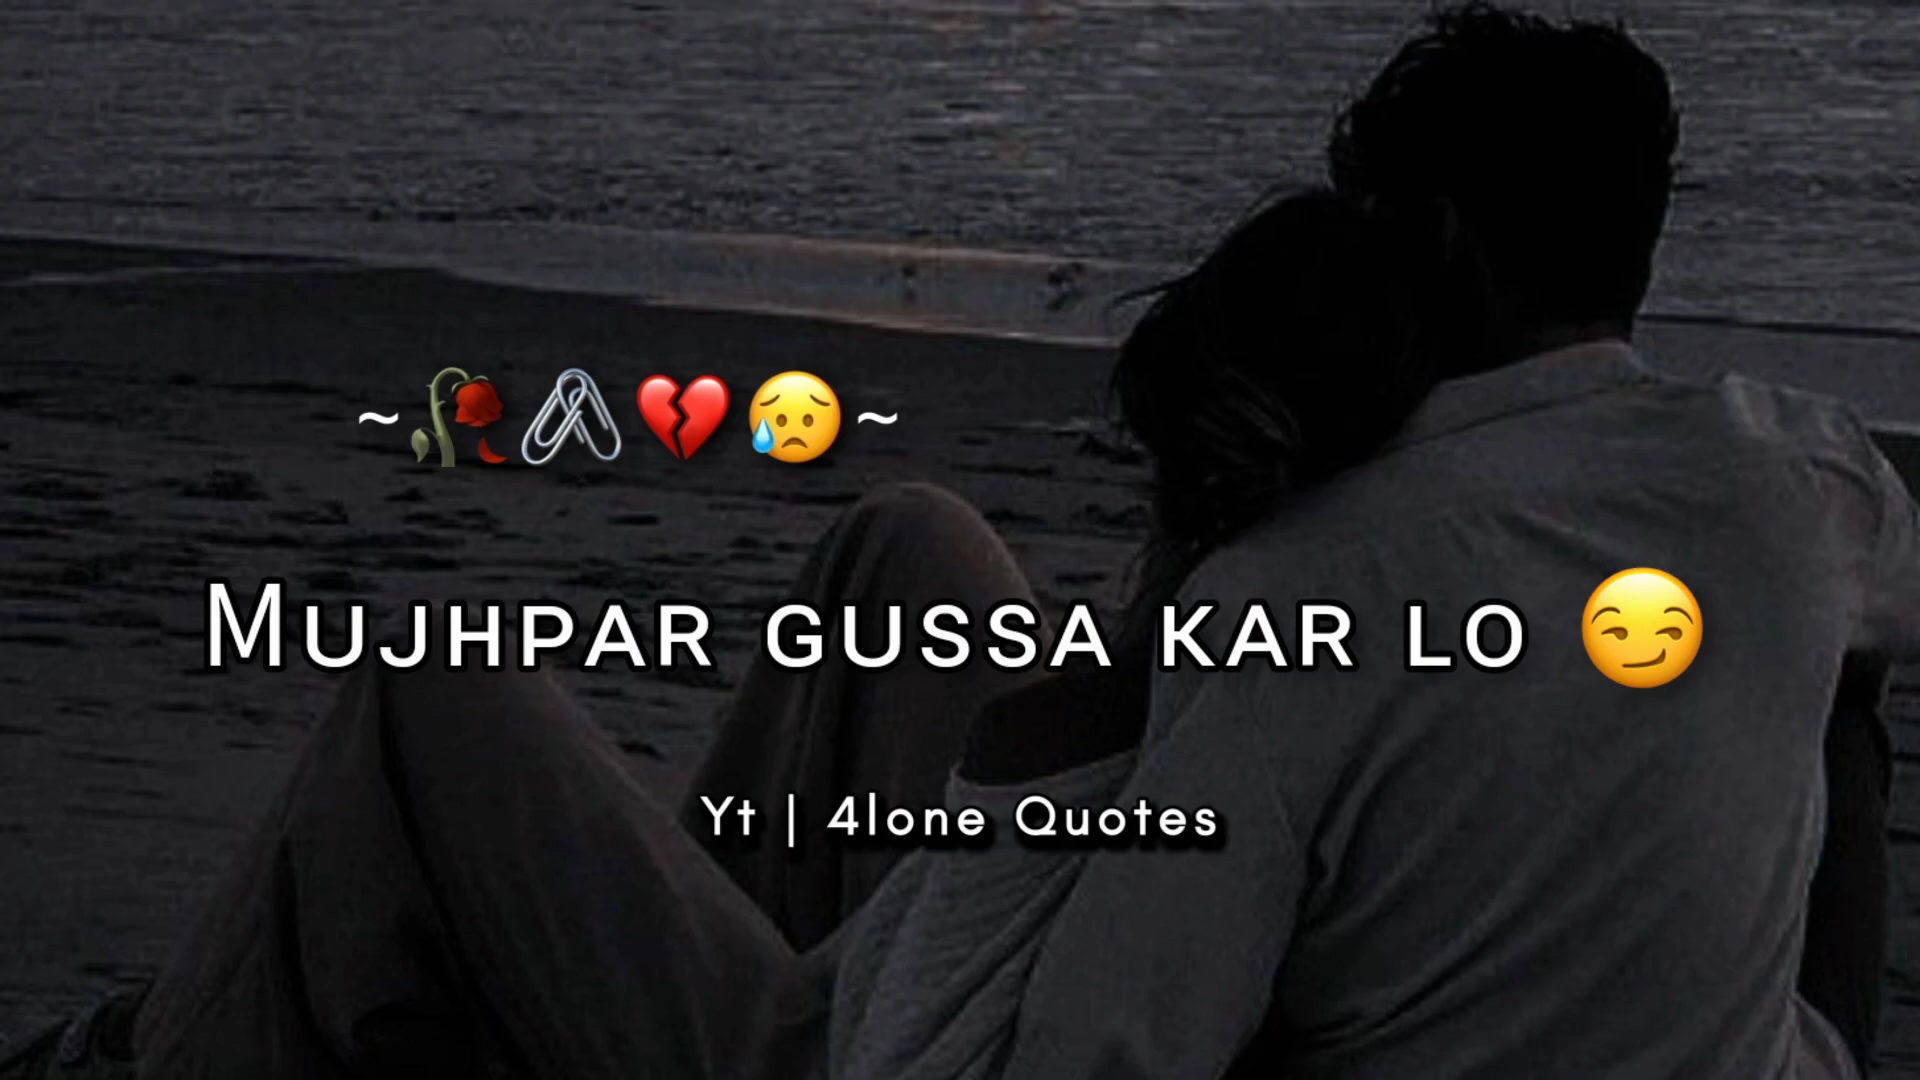 ~🥀🖇️💔😥~
Mujhpar gussa kar lo 😏
Yt | 4lone Quotes